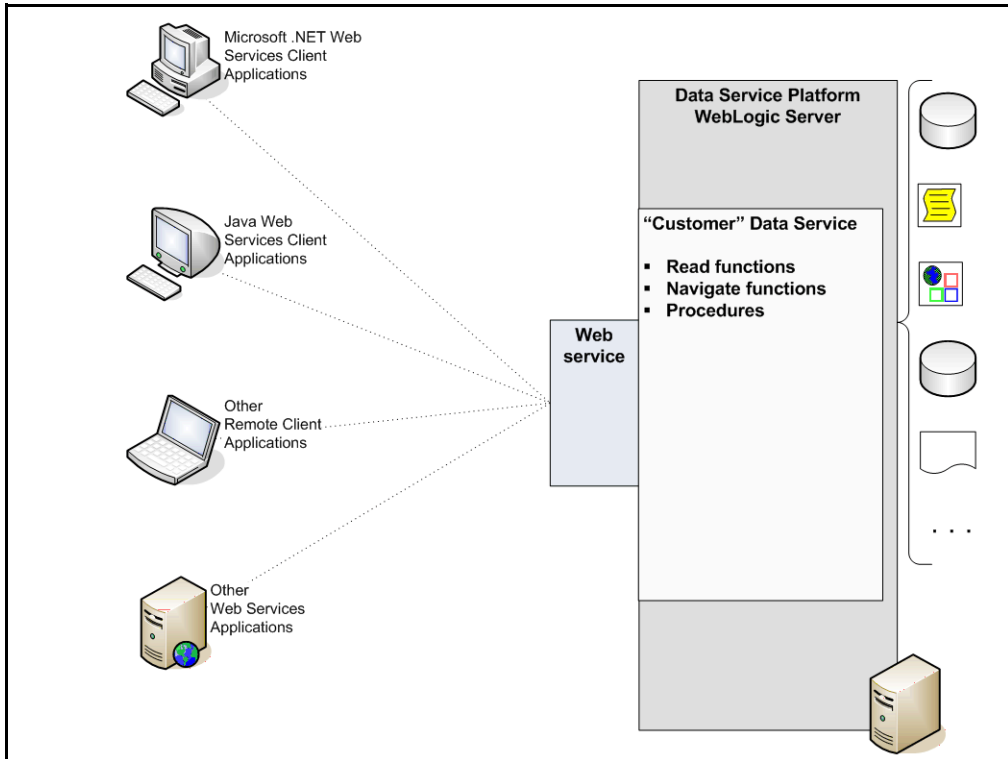 Microsoft .NET Web
Services Client
Applications
Java Web
Services Client
Applications
Other
Remote Client
Applications
Other
Web Services
Applications
Web
service
Data Service Platform
WebLogic Server
“Customer” Data Service
▪ Read functions
▪ Navigate functions
▪ Procedures
. . .